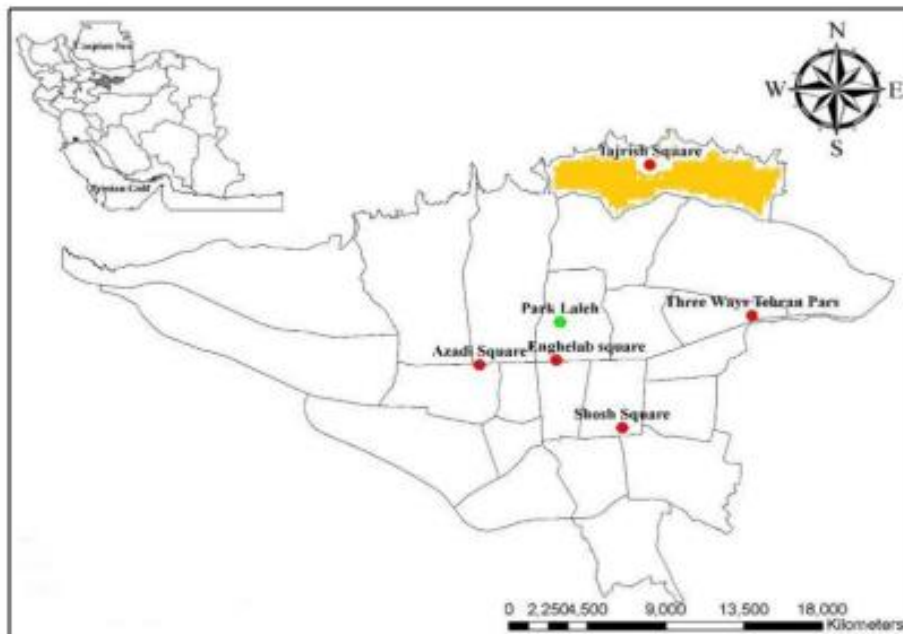 Caspian Sea
N
W
E
S
Tajrish Square
Persian Gulf
Park Laleh
Three Ways Tehran Pars
Azadi Square
Enghelab square
Shosh Square
0 2,250 4,500 9,000 13,500 18,000
Kilometers